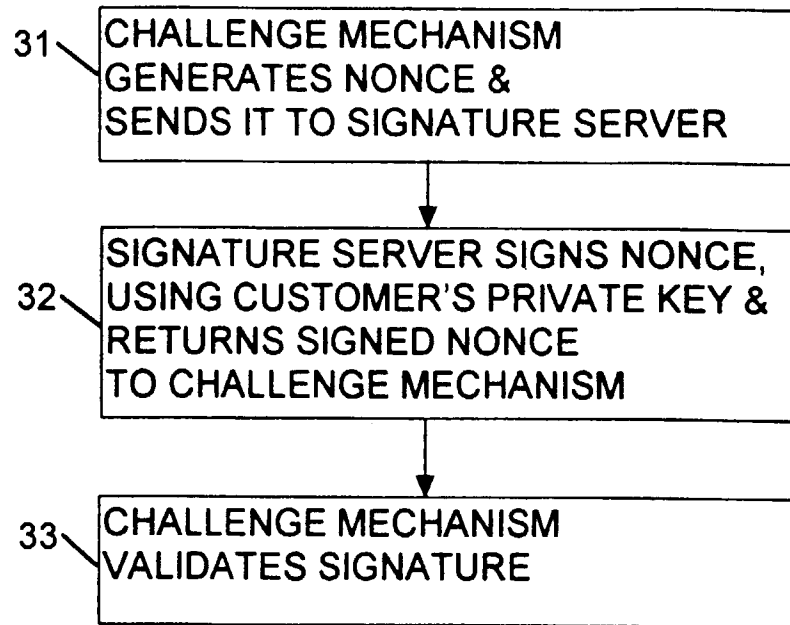 31
CHALLENGE MECHANISM
GENERATES NONCE &
SENDS IT TO SIGNATURE SERVER
32
SIGNATURE SERVER SIGNS NONCE,
USING CUSTOMER'S PRIVATE KEY &
RETURNS SIGNED NONCE
TO CHALLENGE MECHANISM
33
CHALLENGE MECHANISM
VALIDATES SIGNATURE